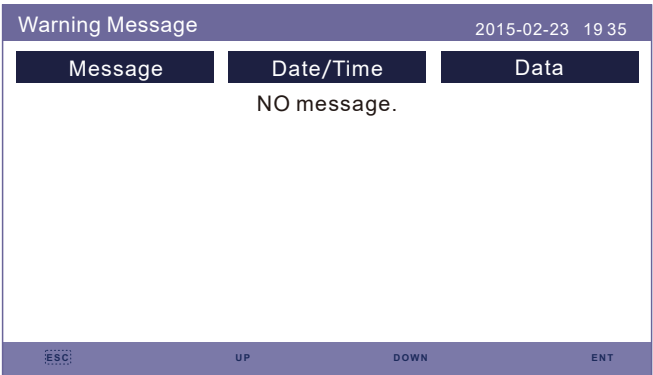 Warning Message 2015-02-23 19 35
Message Date/Time Data
NO message.
ESC UP DOWN ENT